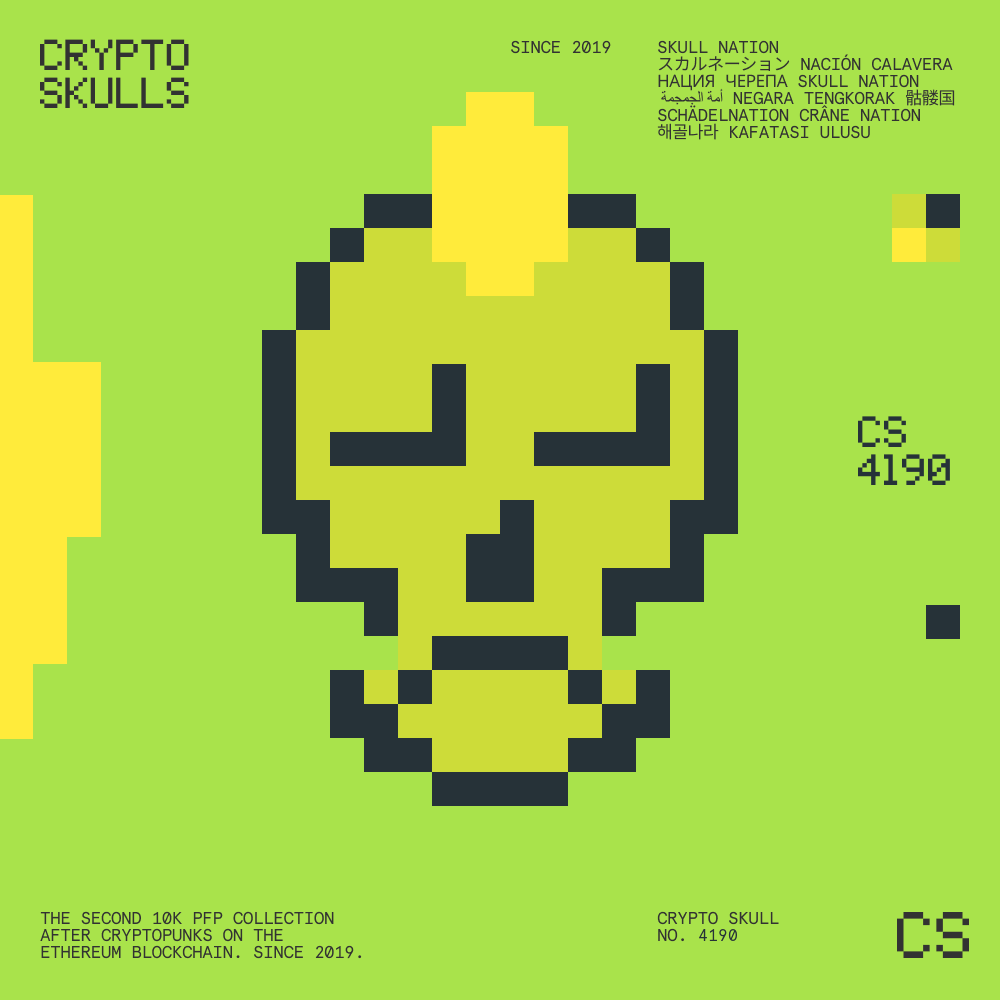 CRYPTO
SKULLS
SINCE 2019
SKULL NATION
スカルネーション NACIÓN CALAVERA
НАЦИЯ ЧЕРЕПА SKULL NATION
أمة الجمجمة NEGARA TENGKORAK 骷髅国
SCHÄDELNATION CRÂNE NATION
해골나라 KAFATASI ULUSU
CS
4190
THE SECOND 10K PFP COLLECTION
AFTER CRYPTOPUNKS ON THE
ETHEREUM BLOCKCHAIN. SINCE 2019.
CRYPTO SKULL
NO. 4190
CS